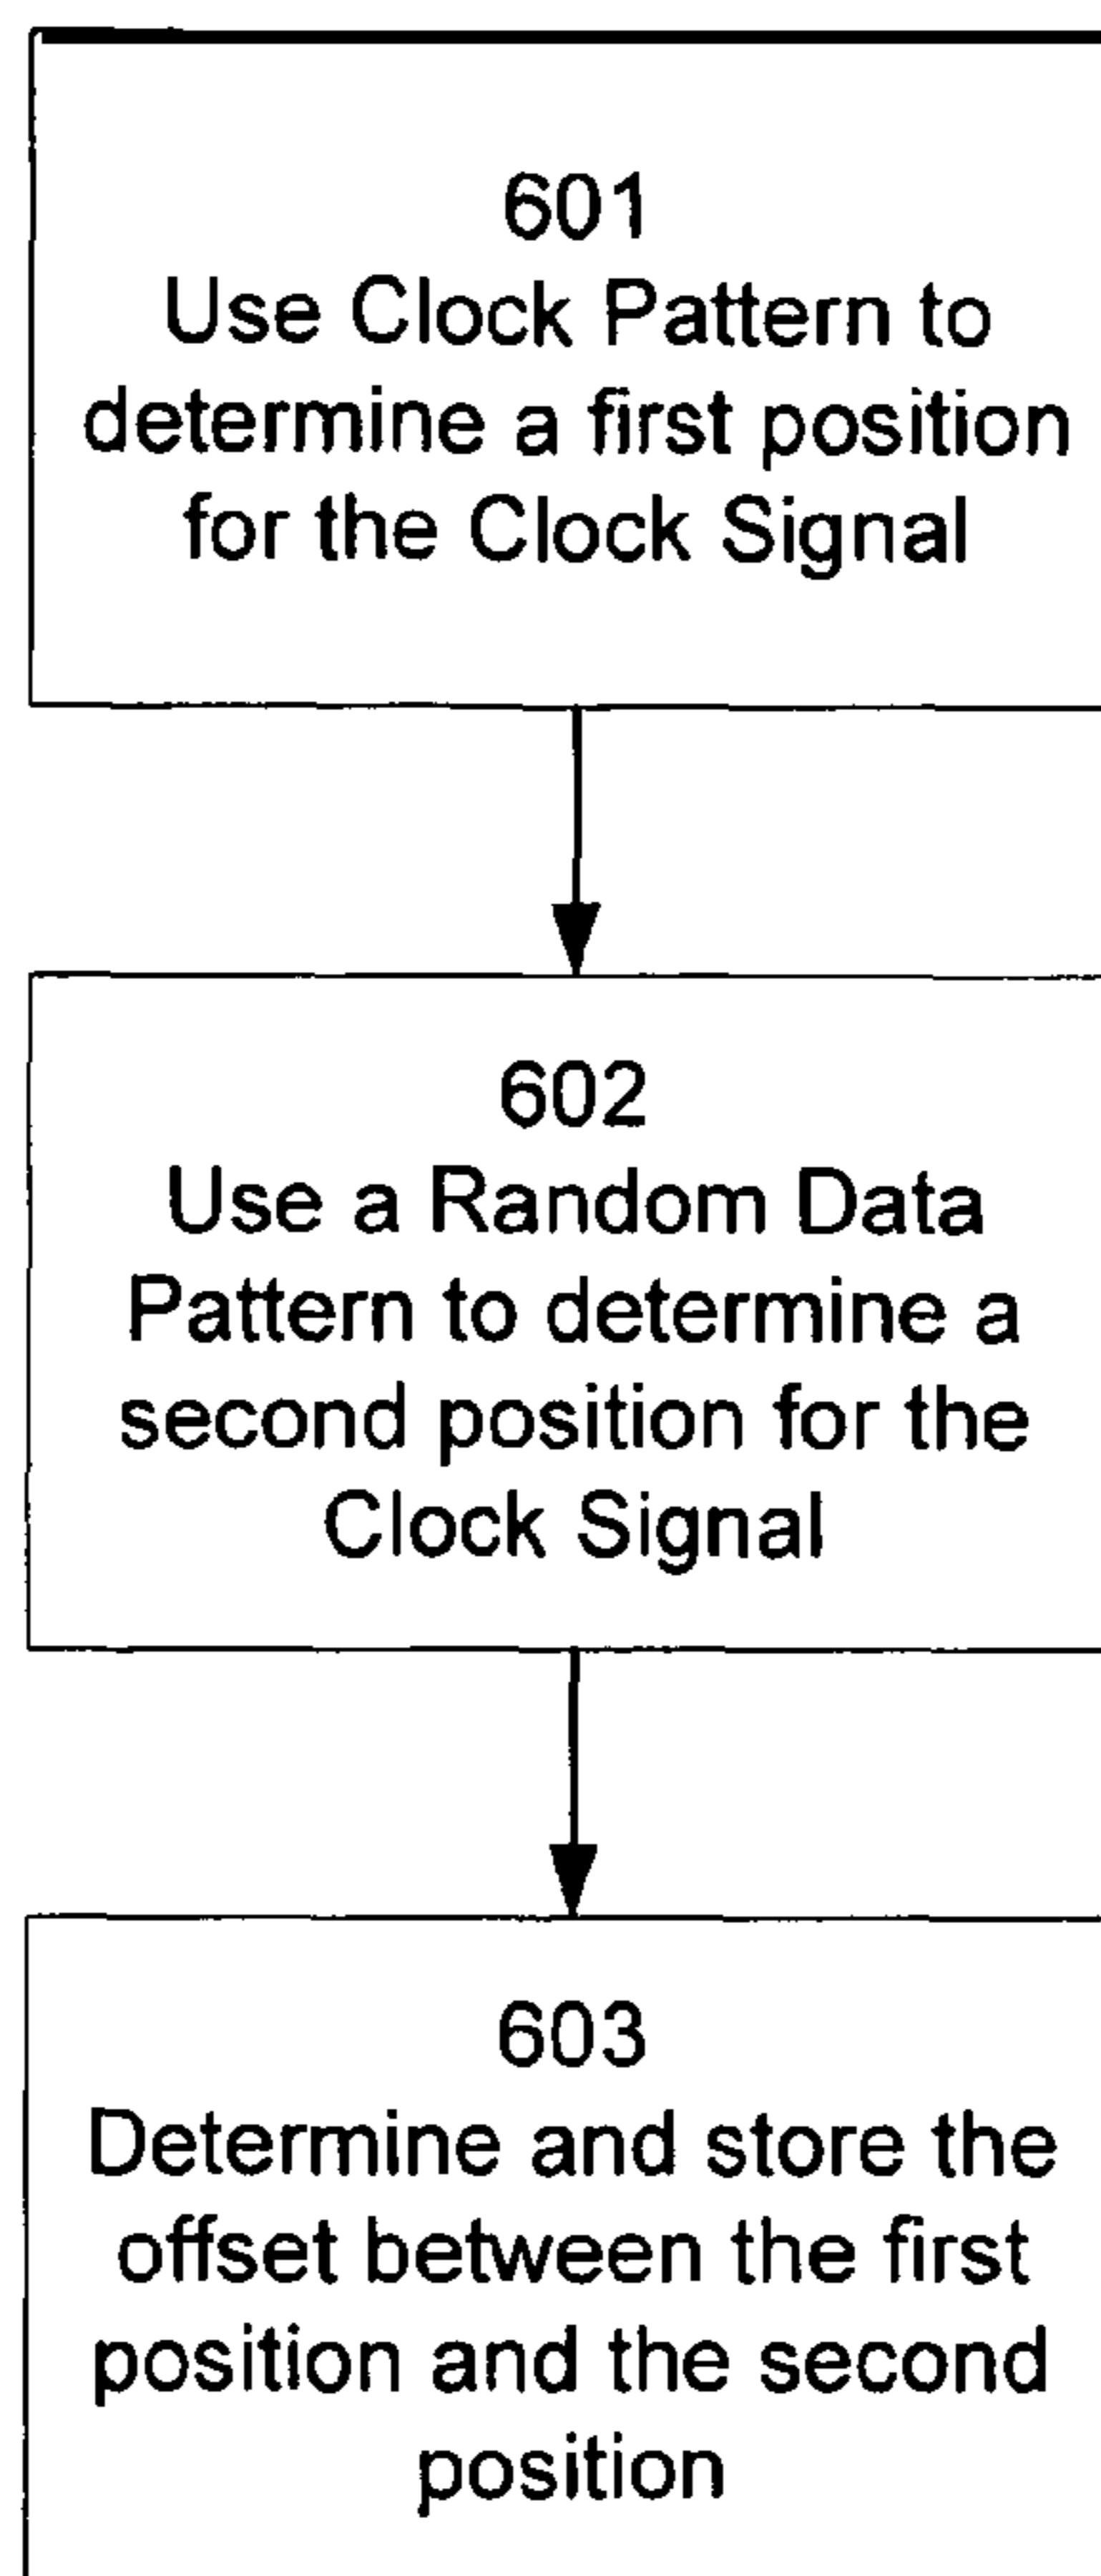 601
Use Clock Pattern to
determine a first position
for the Clock Signal
602
Use a Random Data
Pattern to determine a
second position for the
Clock Signal
603
Determine and store the
offset between the first
position and the second
position